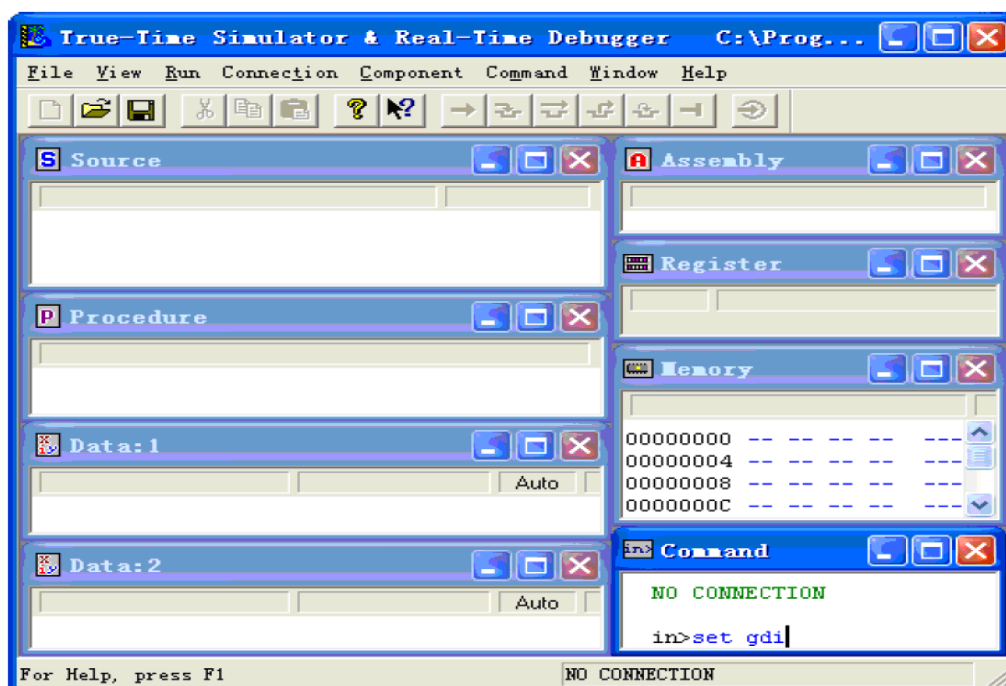 True-Time Simulator & Real-Time Debugger C:\Prog...
File View Run Connection Component Command Window Help
S Source
A Assembly
Register
P Procedure
Memory
00000000 -- -- -- -- ---
00000004 -- -- -- -- ---
00000008 -- -- -- -- ---
0000000C -- -- -- -- ---
Data:1
Auto
Data:2
Auto
in> Command
NO CONNECTION
in>set gdi
For Help, press F1
NO CONNECTION